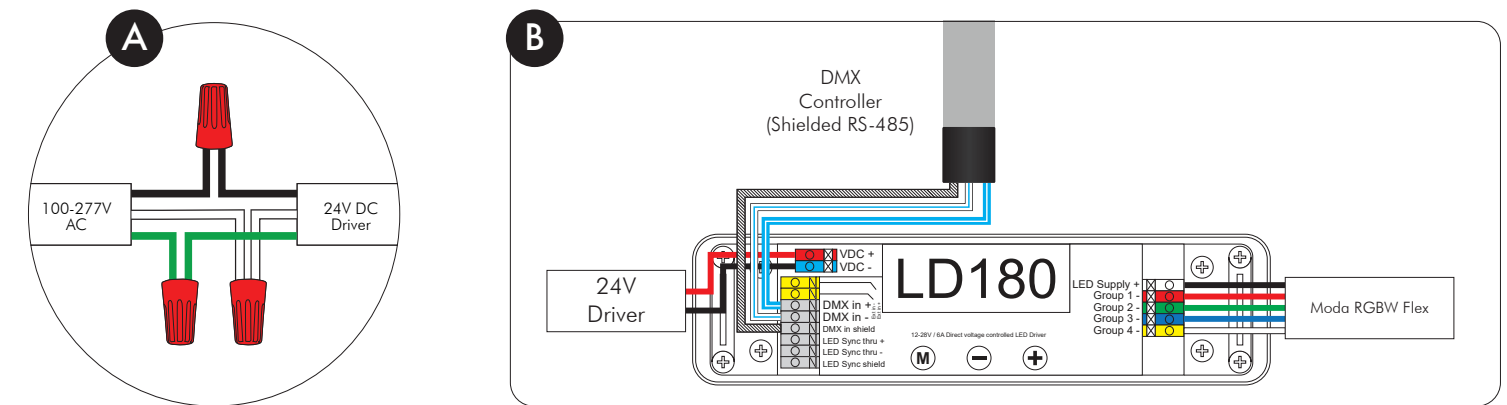 A
100-277V
AC
24V DC
Driver
B
DMX
Controller
(Shielded RS-485)
24V
Driver
VDC +
VDC -
DMX in +
DMX in -
DMX in shield
LED Sync thru +
LED Sync thru -
LED Sync shield
LD180
12-28V / 6A Direct voltage controlled LED Driver
M
−
+
LED Supply +
Group 1 -
Group 2 -
Group 3 -
Group 4 -
Moda RGBW Flex